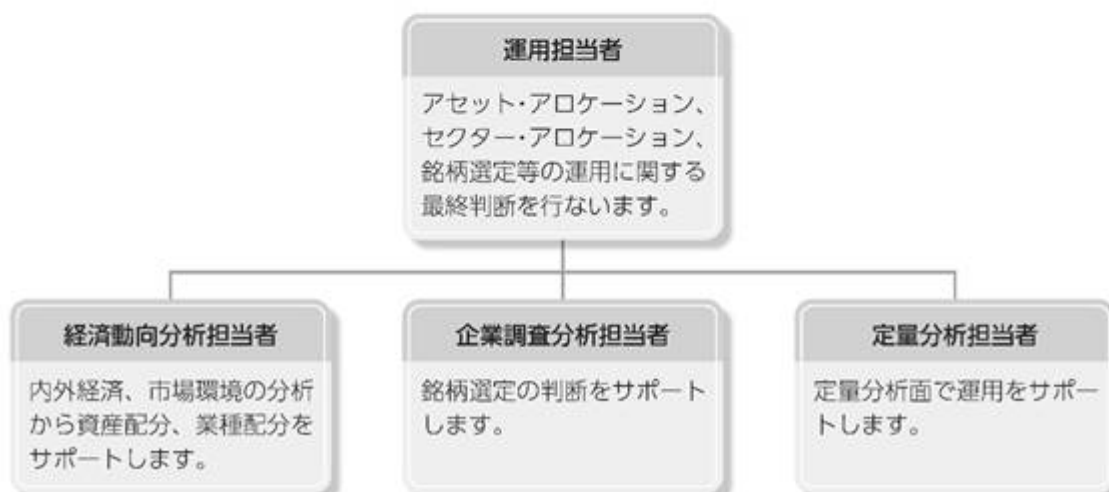 運用担当者
アセット・アロケーション、
セクター・アロケーション、
銘柄選定等の運用に関する
最終判断を行ないます。
経済動向分析担当者
内外経済、市場環境の分析
から資産配分、業種配分を
サポートします。
企業調査分析担当者
銘柄選定の判断をサポート
します。
定量分析担当者
定量分析面で運用をサポー
トします。